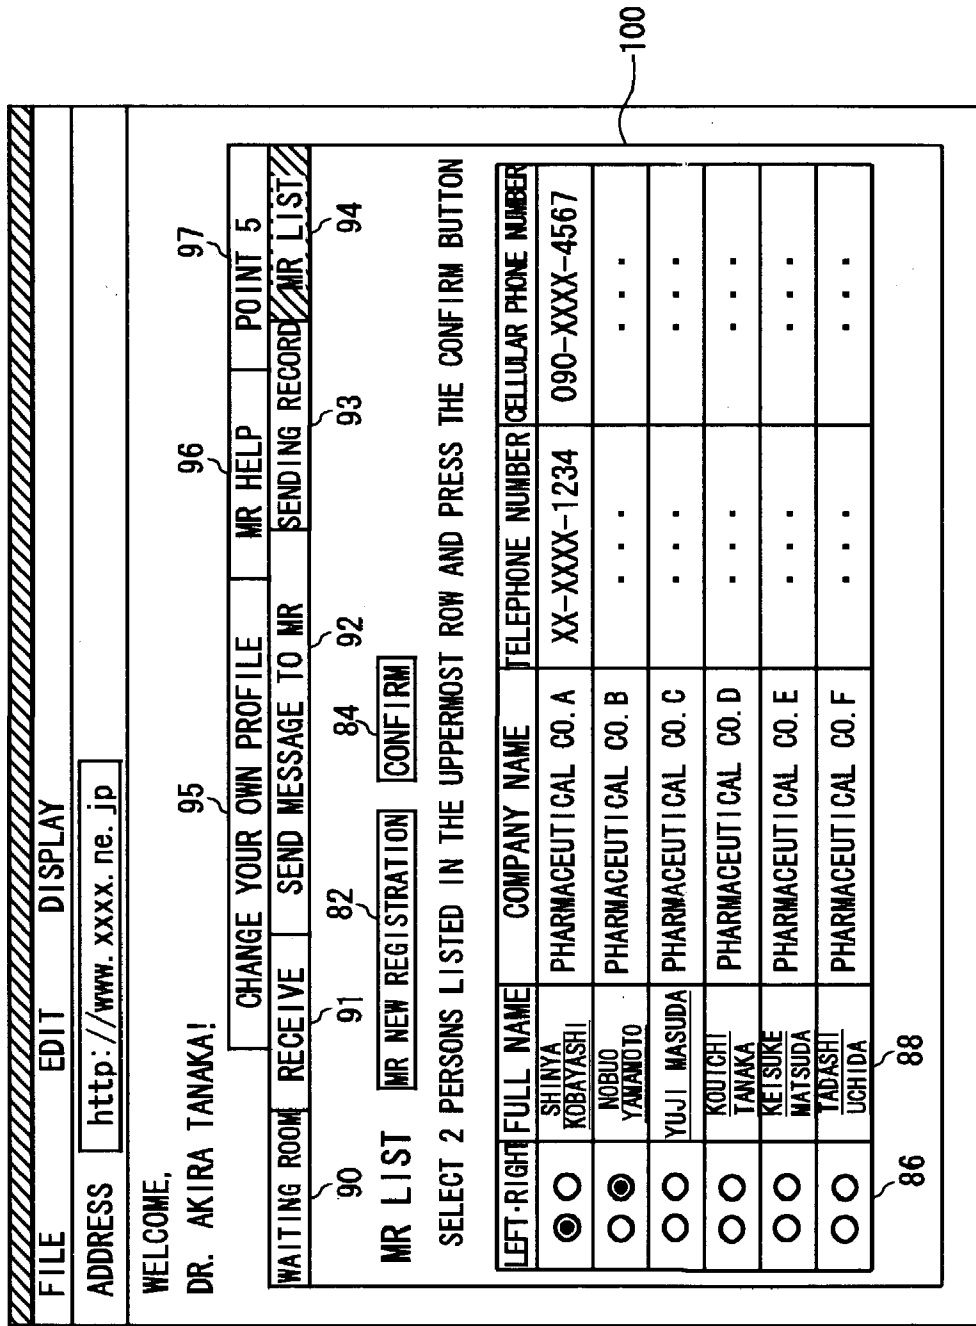 FILE EDIT DISPLAY
ADDRESS http://www.xxxx.ne.jp
WELCOME,
DR. AKIRA TANAKA!
95 96 97
CHANGE YOUR OWN PROFILE MR HELP POINT 5
WAITING ROOM RECEIVE SEND MESSAGE TO MR SENDING RECORD MR LIST
90 91 92 93 94
82 84
MR LIST MR NEW REGISTRATION CONFIRM
SELECT 2 PERSONS LISTED IN THE UPPERMOST ROW AND PRESS THE CONFIRM BUTTON
LEFT·RIGHT FULL NAME COMPANY NAME TELEPHONE NUMBER CELLULAR PHONE NUMBER
SHINYA
KOBAYASHI PHARMACEUTICAL CO. A XX-XXXX-1234 090-XXXX-4567
NOBUO
YAMAMOTO PHARMACEUTICAL CO. B ... ...
YUJI MASUDA PHARMACEUTICAL CO. C ... ...
KOUICHI
TANAKA PHARMACEUTICAL CO. D ... ...
KEISUKE
MATSUDA PHARMACEUTICAL CO. E ... ...
TADASHI
UCHIDA PHARMACEUTICAL CO. F ... ...
86 88
100